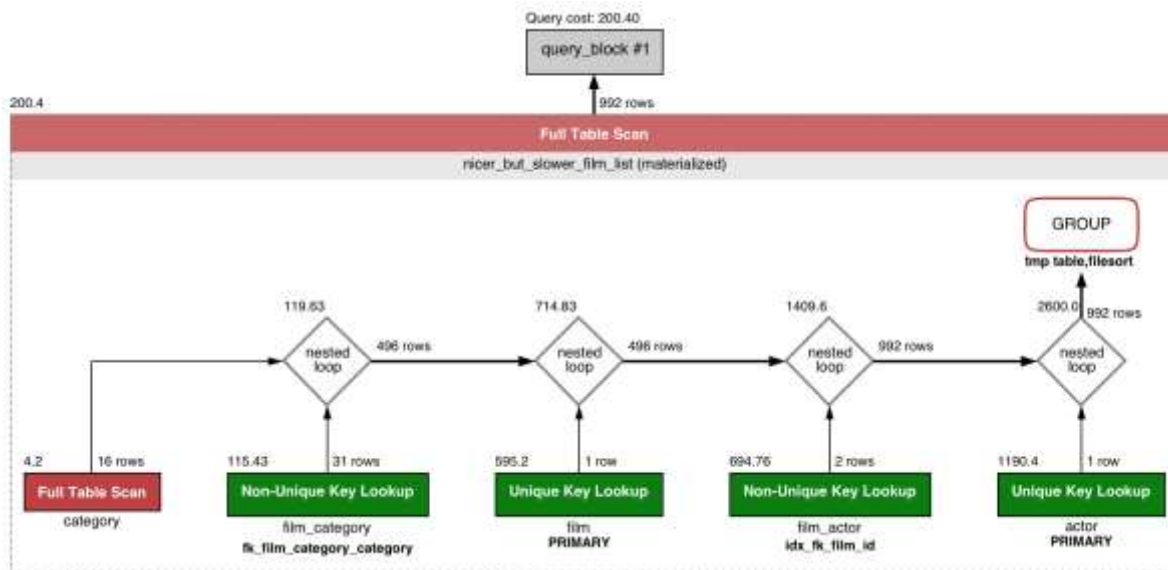 Query cost: 200.40
query_block #1
200.4
992 rows
Full Table Scan
nicer_but_slower_film_list (materialized)
GROUP
tmp table,filesort
119.63
714.83
1409.6
2600.0
992 rows
nested loop
496 rows
nested loop
496 rows
nested loop
992 rows
nested loop
4.2
16 rows
115.43
31 rows
595.2
1 row
694.76
2 rows
1190.4
1 row
Full Table Scan
Non-Unique Key Lookup
Unique Key Lookup
Non-Unique Key Lookup
Unique Key Lookup
category
film_category
film
film_actor
actor
fk_film_category_category
PRIMARY
idx_fk_film_id
PRIMARY